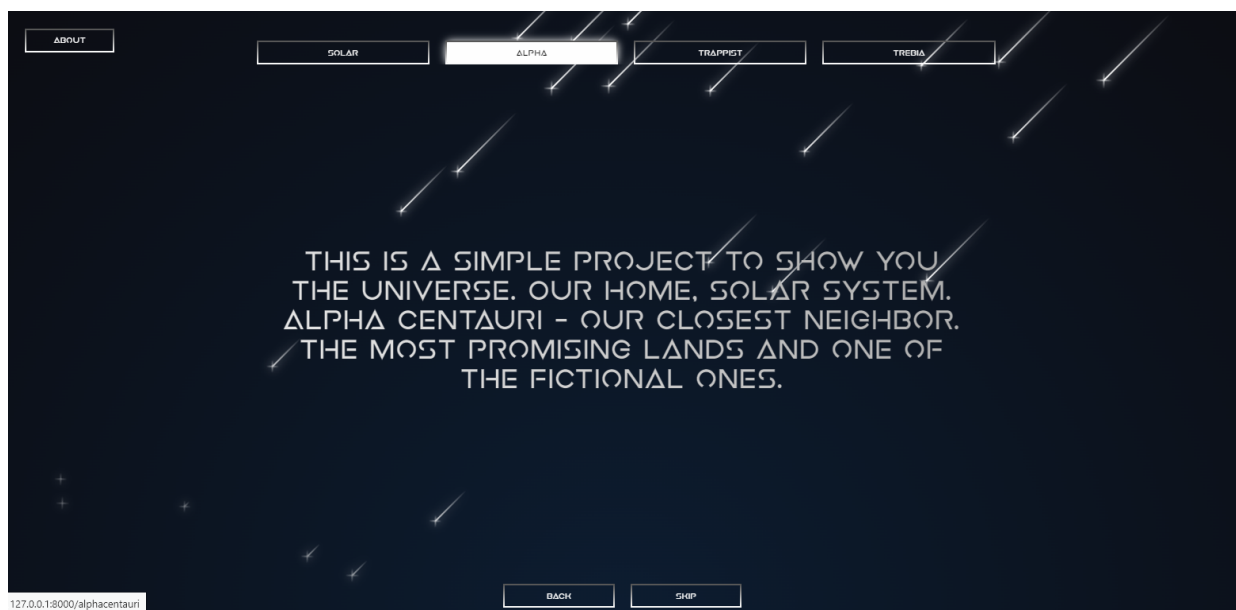 ABOUT
SOLAR
ALPHA
TRAPPIST
TREBIA
THIS IS A SIMPLE PROJECT TO SHOW YOU
THE UNIVERSE. OUR HOME, SOLAR SYSTEM.
ALPHA CENTAURI - OUR CLOSEST NEIGHBOR.
THE MOST PROMISING LANDS AND ONE OF
THE FICTIONAL ONES.
BACK
SKIP
127.0.0.1:8000/alphacentauri